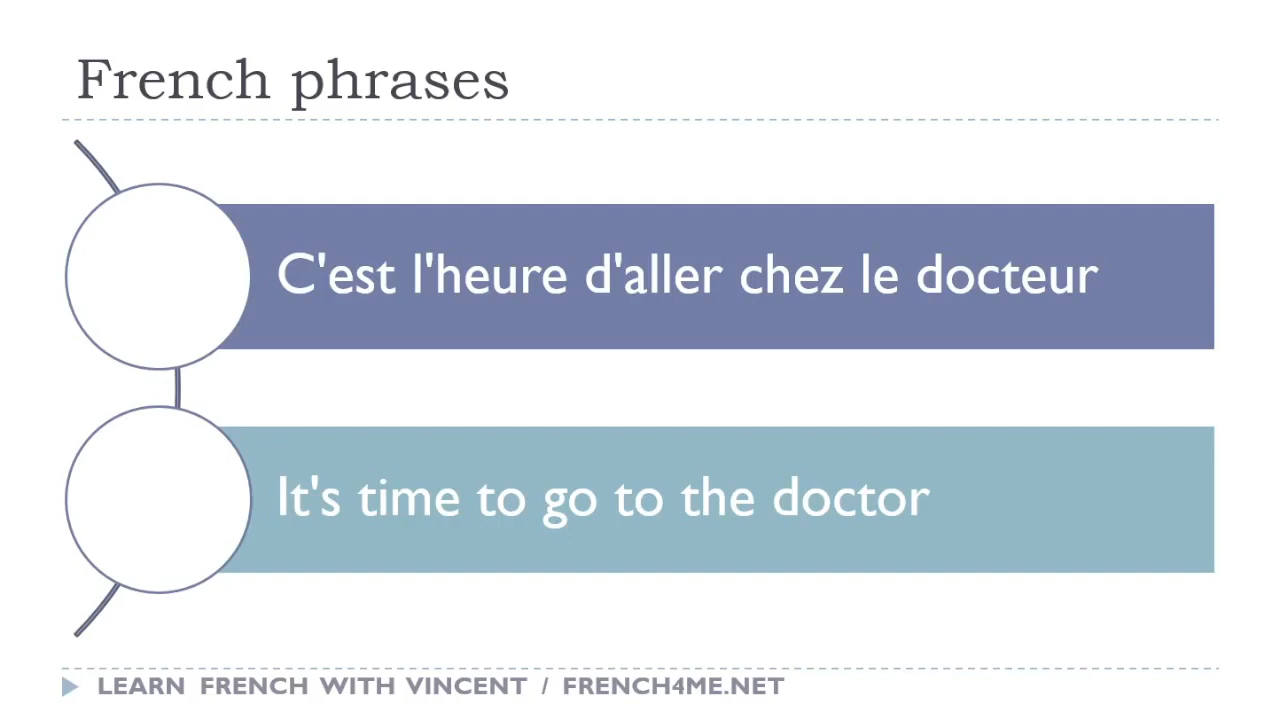 French phrases
C'est l'heure d'aller chez le docteur
It's time to go to the doctor
LEARN FRENCH WITH VINCENT / FRENCH4ME.NET